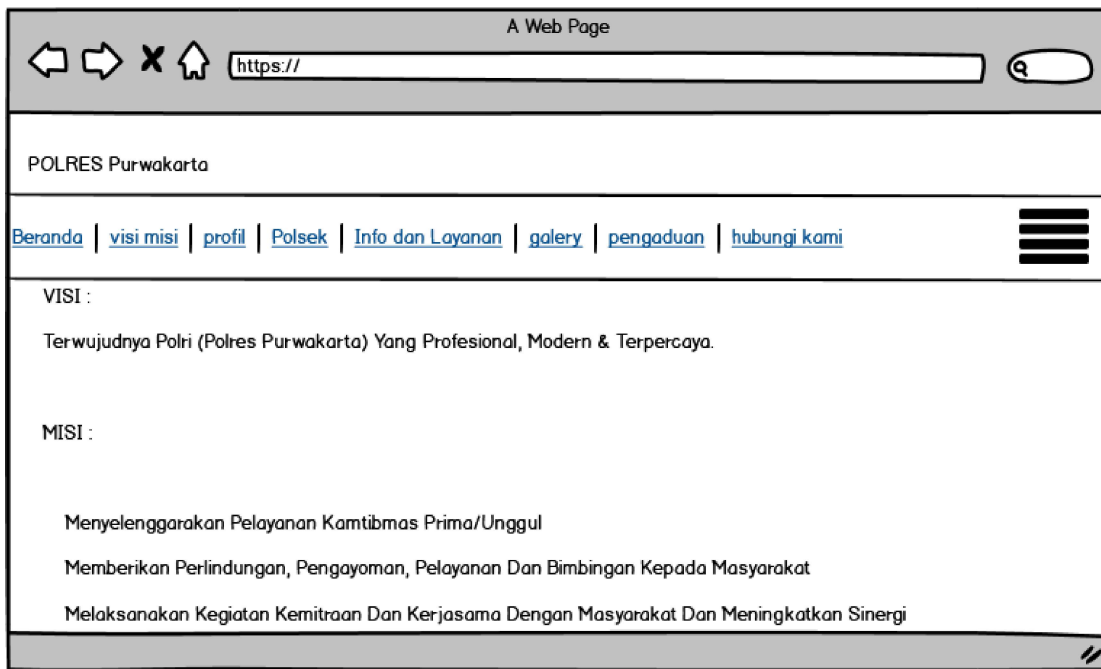 A Web Page
https://
POLRES Purwakarta
Beranda | visi misi | profil | Polsek | Info dan Layanan | galery | pengaduan | hubungi kami
VISI :
Terwujudnya Polri (Polres Purwakarta) Yang Profesional, Modern & Terpercaya.
MISI :
Menyelenggarakan Pelayanan Kamtibmas Prima/Unggul
Memberikan Perlindungan, Pengayoman, Pelayanan Dan Bimbingan Kepada Masyarakat
Melaksanakan Kegiatan Kemitraan Dan Kerjasama Dengan Masyarakat Dan Meningkatkan Sinergi